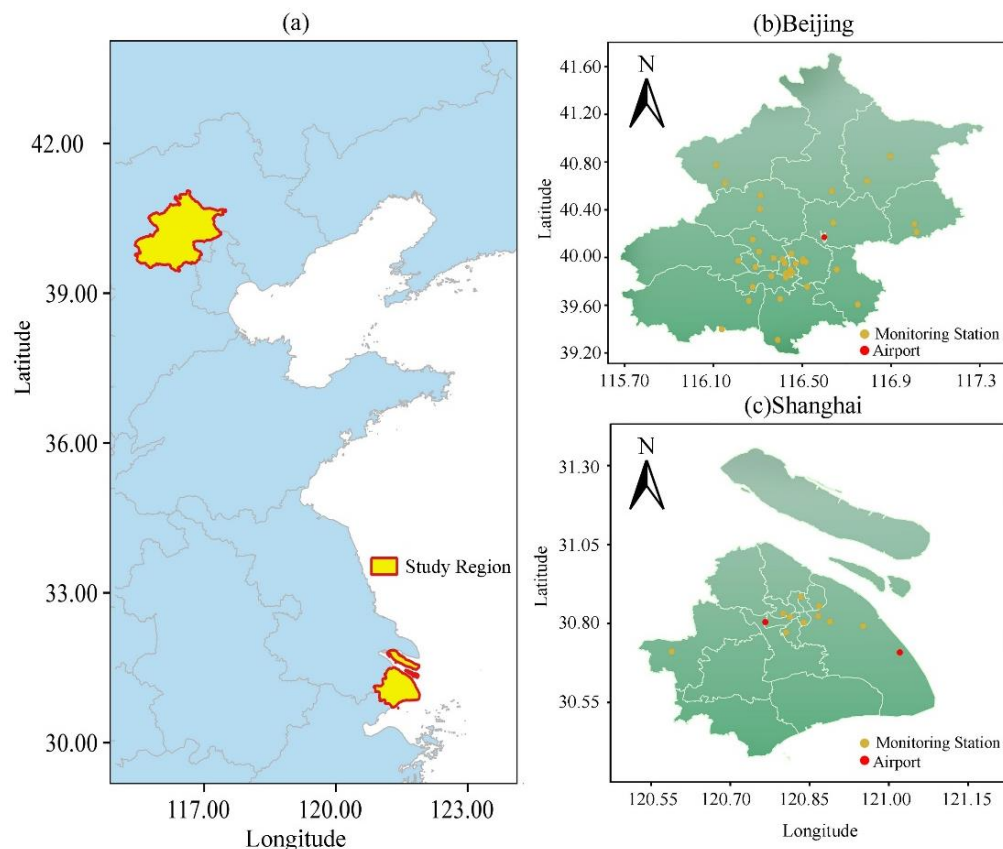 (a)
42.00
39.00
36.00
33.00
30.00
Latitude
Study Region
117.00 120.00 123.00
Longitude
(b)Beijing
N
41.60
41.20
40.80
40.40
40.00
39.60
39.20
Latitude
Monitoring Station
Airport
115.70 116.10 116.50 116.9 117.3
(c)Shanghai
N
31.30
31.05
30.80
30.55
Latitude
Monitoring Station
Airport
120.55 120.70 120.85 121.00 121.15
Longitude